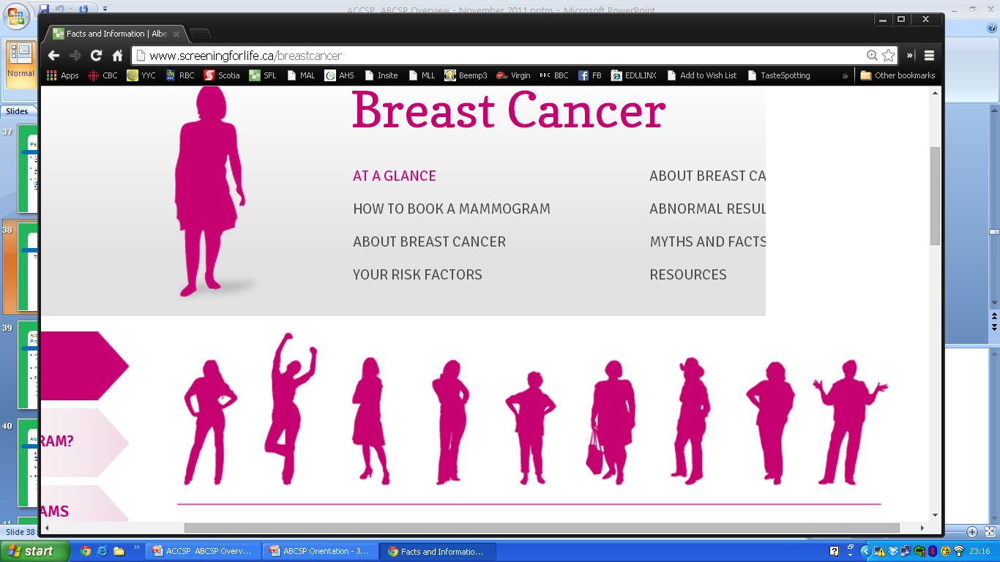 ACCSP_ABCSP Overview - November 2011.pptm - Microsoft PowerPoint
Facts and Information | Albe
www.screeningforlife.ca/breastcancer
Apps CBC YYC RBC Scotia SFL MAL AHS Insite MLL Beemp3 Virgin BBC BBC FB EDULINX Add to Wish List TasteSpotting » Other bookmarks
Normal
Slides
37
38
39
40
41
Slide 38
Breast Cancer
AT A GLANCE
HOW TO BOOK A MAMMOGRAM
ABOUT BREAST CANCER
YOUR RISK FACTORS
ABOUT BREAST CA
ABNORMAL RESUL
MYTHS AND FACTS
RESOURCES
RAM?
AMS
start
ACCSP ABCSP Overv...
ABCSP Orientation - J...
Facts and Informatio...
23:16